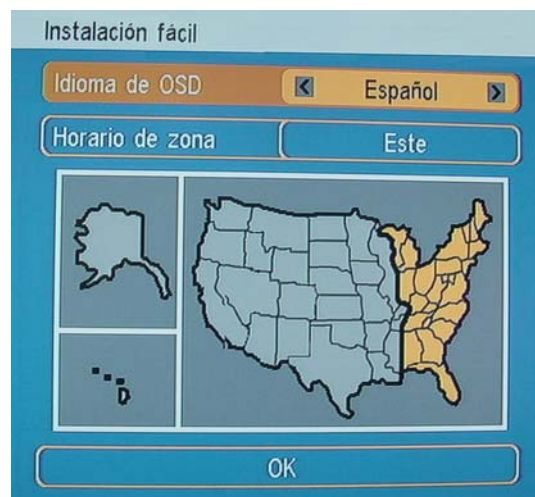 Instalación fácil
Idioma de OSD
Español
Horario de zona
Este
OK